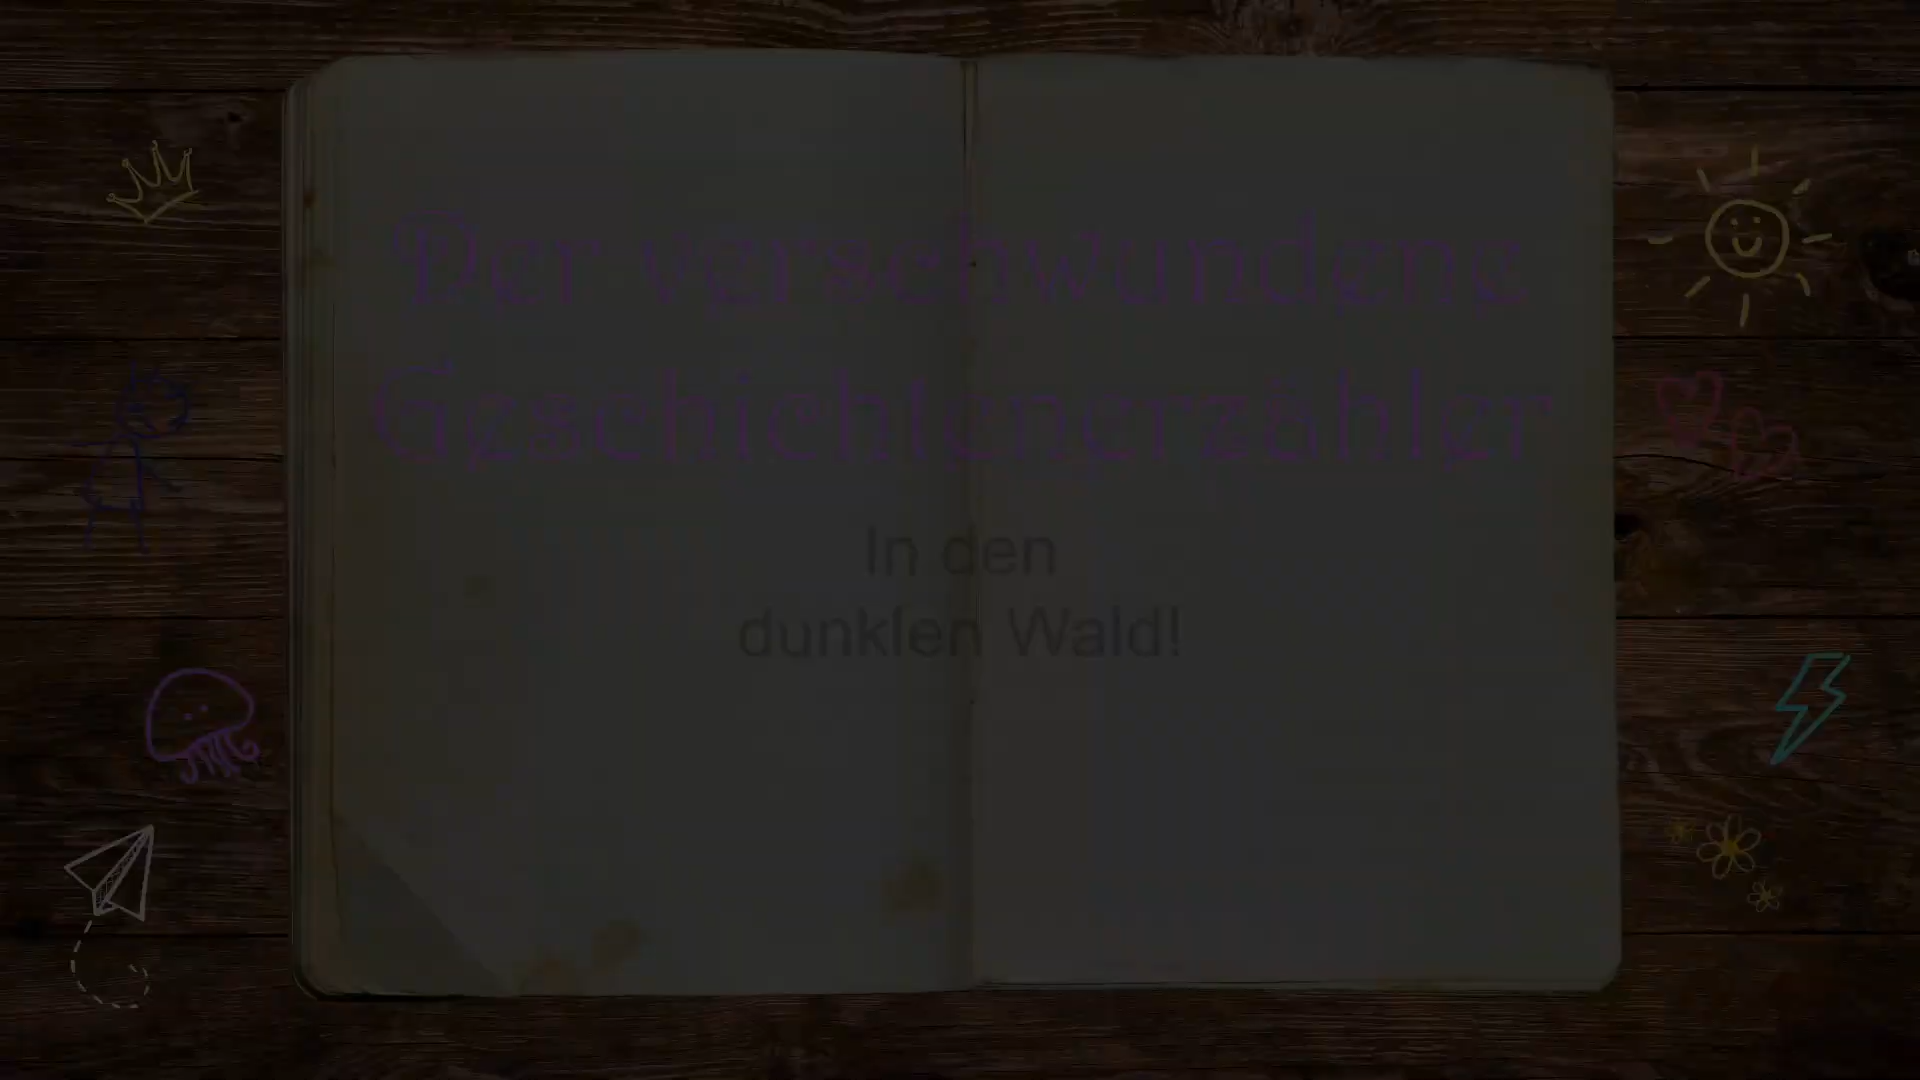 Der verschwundene
Geschichtenerzähler
In den
dunklen Wald!